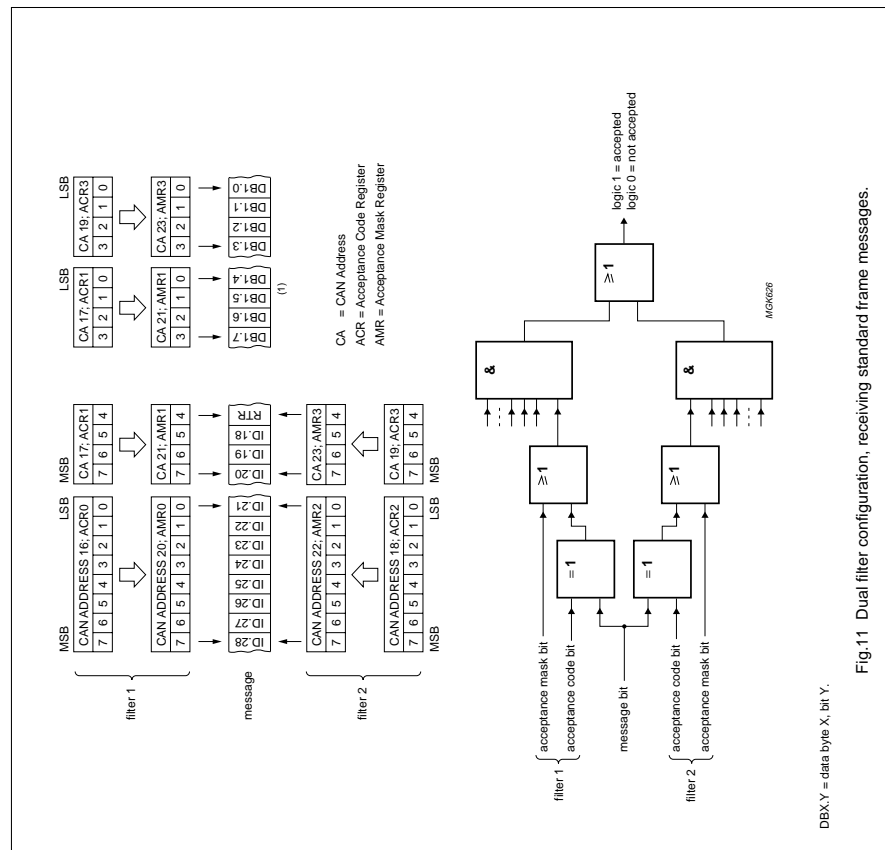 MSB LSB MSB LSB LSB
CAN ADDRESS 16; ACR0 CA 17; ACR1 CA 17; ACR1 CA 19; ACR3
7 6 5 4 3 2 1 0 7 6 5 4 3 2 1 0 3 2 1 0
filter 1
CAN ADDRESS 20; AMR0 CA 21; AMR1 CA 21; AMR1 CA 23; AMR3
7 6 5 4 3 2 1 0 7 6 5 4 3 2 1 0 3 2 1 0
message
ID.28 ID.27 ID.26 ID.25 ID.24 ID.23 ID.22 ID.21 ID.20 ID.19 ID.18 RTR DB1.7 DB1.6 DB1.5 DB1.4 DB1.3 DB1.2 DB1.1 DB1.0
(1)
CAN ADDRESS 22; AMR2 CA 23; AMR3
7 6 5 4 3 2 1 0 7 6 5 4
filter 2
CAN ADDRESS 18; ACR2 CA 19; ACR3
7 6 5 4 3 2 1 0 7 6 5 4
MSB LSB MSB
CA = CAN Address
ACR = Acceptance Code Register
AMR = Acceptance Mask Register
filter 1
acceptance mask bit
acceptance code bit
message bit
filter 2
acceptance code bit
acceptance mask bit
= 1
= 1
≥1
≥1
&
&
≥1
logic 1 = accepted
logic 0 = not accepted
MGK626
DBX.Y = data byte X, bit Y.
Fig.11 Dual filter configuration, receiving standard frame messages.